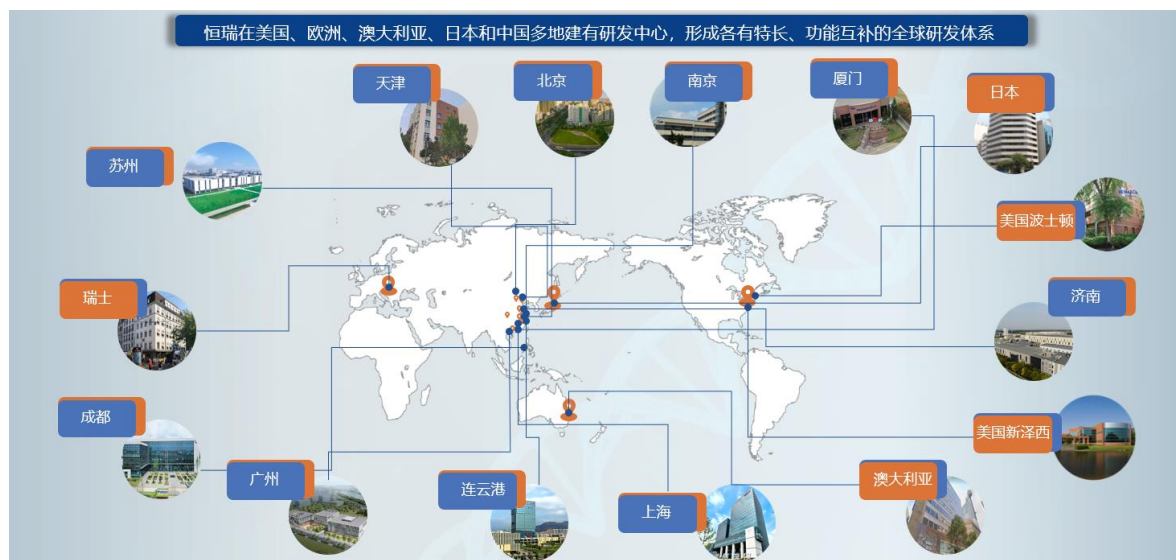 恒瑞在美国、欧洲、澳大利亚、日本和中国多地建有研发中心，形成各有特长、功能互补的全球研发体系
天津
北京
南京
厦门
日本
苏州
美国波士顿
瑞士
济南
成都
美国新泽西
广州
连云港
上海
澳大利亚